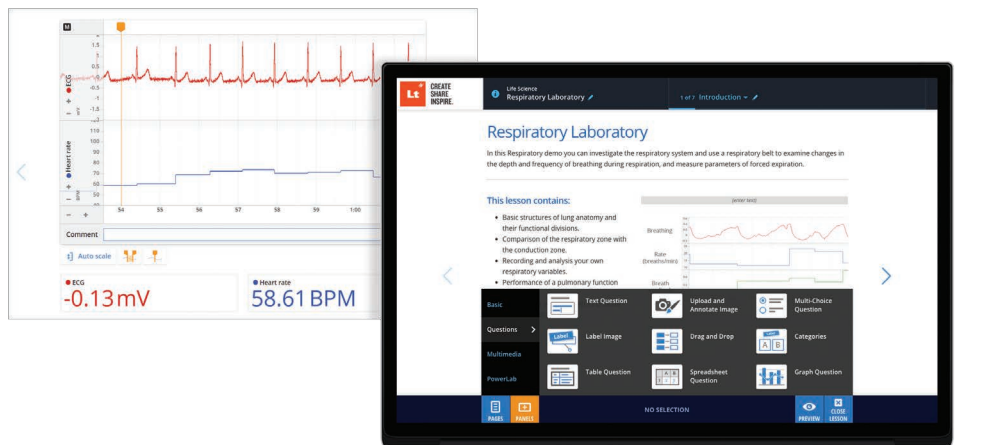 M
1.5
1
0.5
-0.5
-1
-1.5
ECG
mV
110
100
90
80
70
60
50
Heart rate
BPM
54
55
56
57
58
59
1:00
Comment
Auto scale
ECG
-0.13 mV
Heart rate
58.61 BPM
Lt
CREATE
SHARE
INSPIRE.
Life Science
Respiratory Laboratory
1 of 7 Introduction
Respiratory Laboratory
In this Respiratory demo you can investigate the respiratory system and use a respiratory belt to examine changes in
the depth and frequency of breathing during respiration, and measure parameters of forced expiration.
This lesson contains:
• Basic structures of lung anatomy and
their functional divisions.
• Comparison of the respiratory zone with
the conduction zone.
• Recording and analysis your own
respiratory variables.
• Performance of a pulmonary function
[enter text]
Breathing
Rate
(breaths/min)
Breath
Basic
Questions
Multimedia
PowerLab
Text Question
Upload and
Annotate Image
Multi-Choice
Question
Label
Label Image
Drag and Drop
A B
Categories
Table Question
Spreadsheet
Question
Graph Question
PAGES
PANELS
NO SELECTION
PREVIEW
CLOSE
LESSON